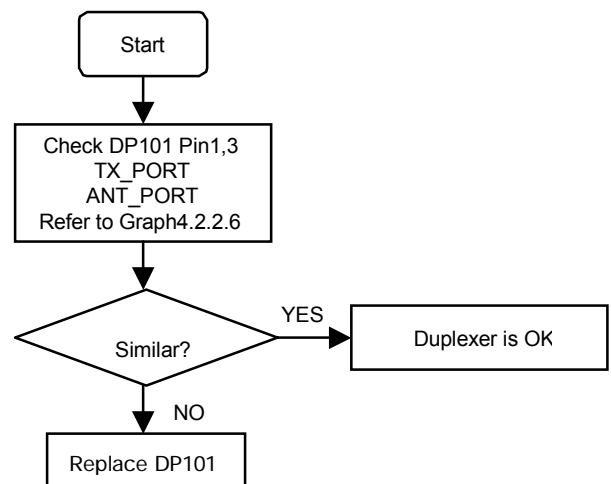 Start
Check DP101 Pin1,3
TX_PORT
ANT_PORT
Refer to Graph4.2.2.6
YES
Similar?
Duplexer is OK
NO
Replace DP101